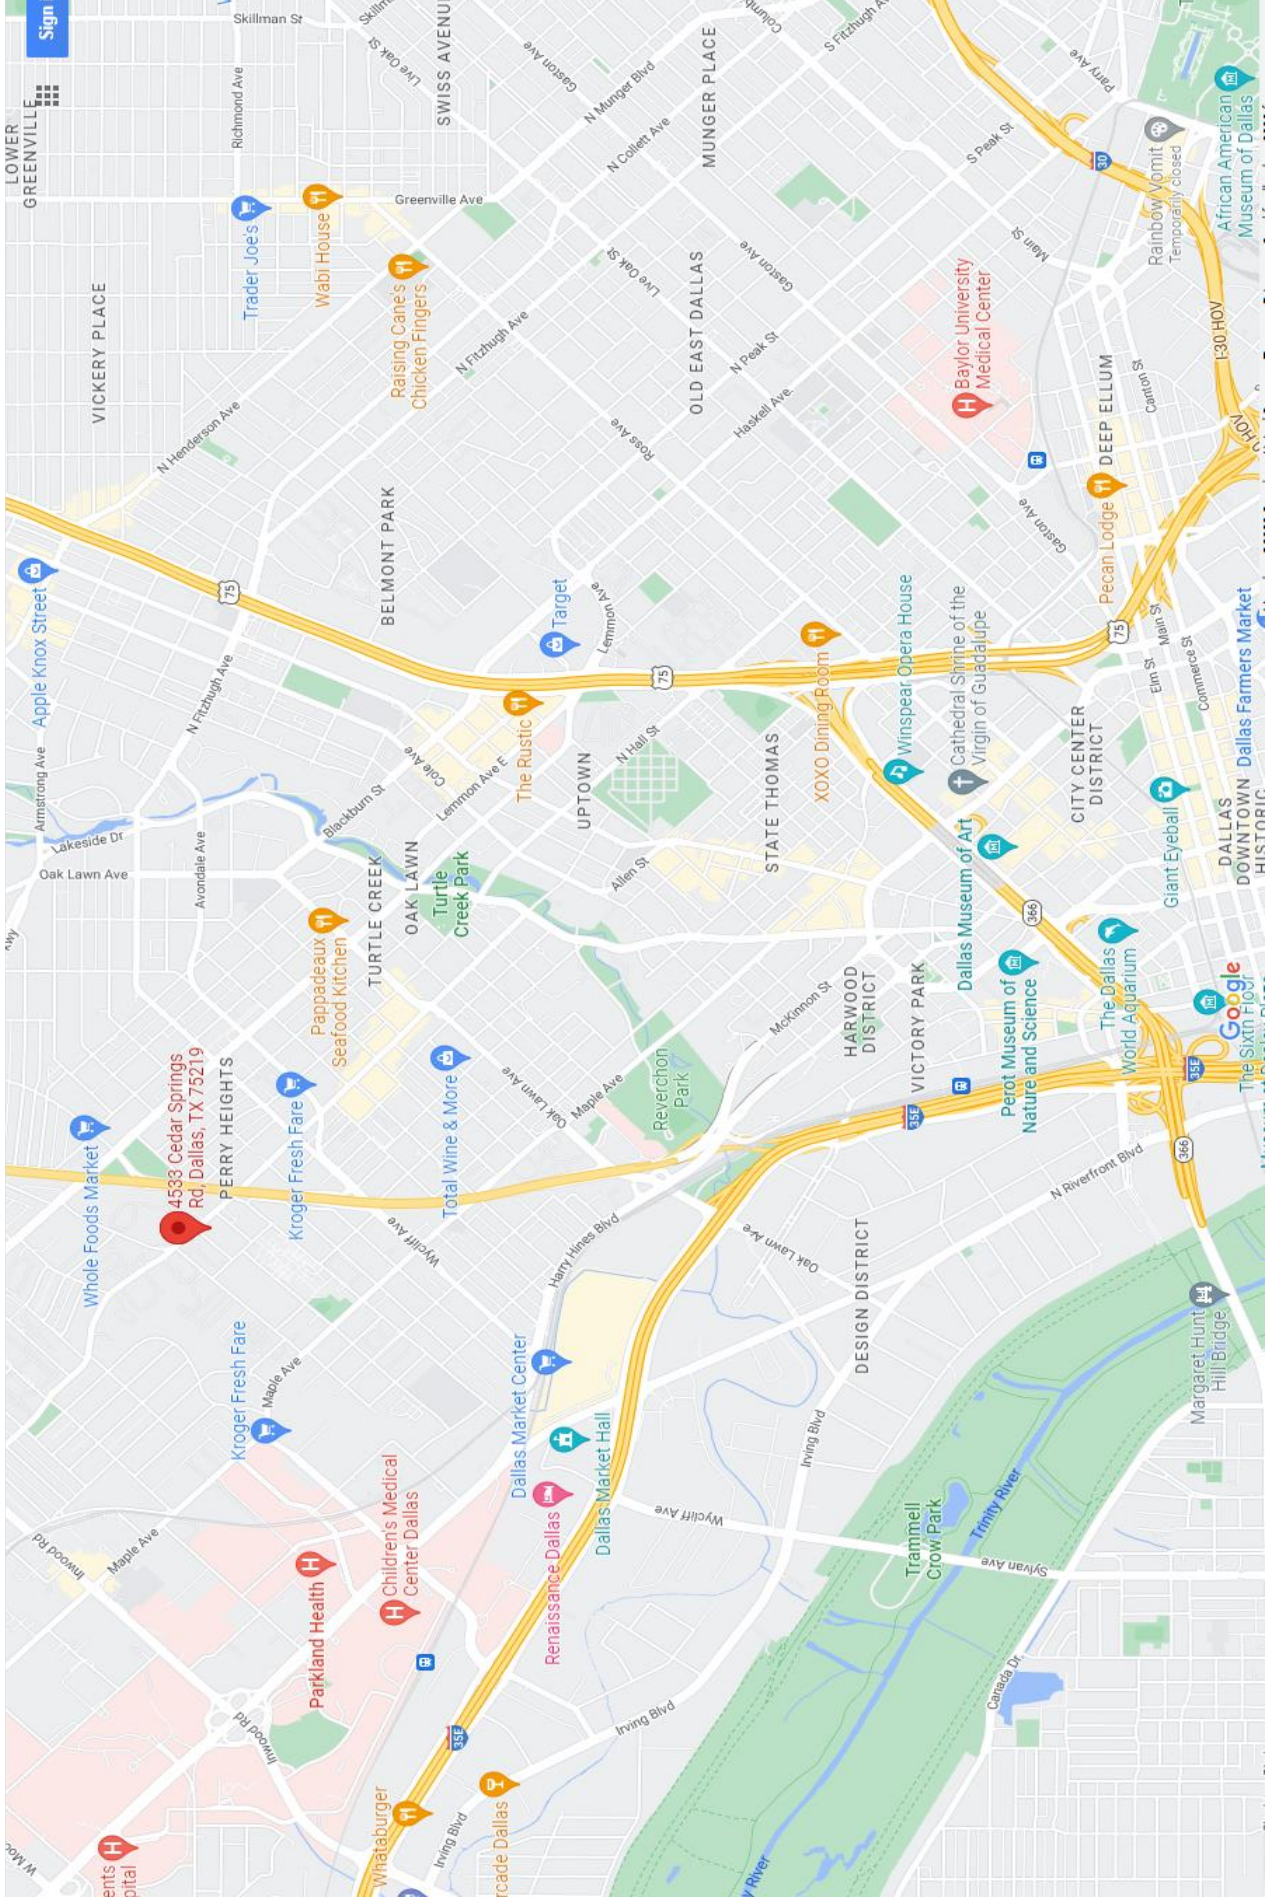 Sign
LOWER
GREENVILLE
Skillman St
Richmond Ave
Live Oak St
SWISS AVENU
Gaston Ave
N Munger Blvd
N Collett Ave
MUNGER PLACE
Columb
S Fitzhugh A
S Peak St
Parry Ave
30
Rainbow Vomit
Temporarily closed
African American
Museum of Dallas
Trader Joe's
Wabi House
Greenville Ave
Raising Cane's
Chicken Fingers
VICKERY PLACE
N Henderson Ave
N Fitzhugh Ave
Live Oak St
Gaston Ave
OLD EAST DALLAS
N Peak St
Haskell Ave
Ross Ave
Main St
Baylor University
Medical Center
DEEP ELLUM
Canton St
I-30 HOV
Pecan Lodge
Gaston Ave
BELMONT PARK
75
Apple Knox Street
Target
Lemmon Ave
N Fitzhugh Ave
75
75
Winspear Opera House
Cathedral Shrine of the
Virgin of Guadalupe
Elm St
Main St
Commerce St
Dallas Farmers Market
Armstrong Ave
Lakeside Dr
Oak Lawn Ave
Avondale Ave
Blackburn St
Cole Ave
Lemmon Ave E
The Rustic
UPTOWN
N Hall St
STATE THOMAS
XOXO Dining Room
CITY CENTER
DISTRICT
Giant Eyeball
DALLAS
DOWNTOWN
HISTORIC
Allen St
OAK LAWN
Turtle
Creek Park
TURTLE CREEK
Pappadeaux
Seafood Kitchen
Dallas Museum of Art
366
The Dallas
World Aquarium
Perot Museum of
Nature and Science
VICTORY PARK
HARWOOD
DISTRICT
McKinnon St
Reverchon
Park
Maple Ave
Oak Lawn Ave
Total Wine & More
Kroger Fresh Fare
PERRY HEIGHTS
4533 Cedar Springs
Rd, Dallas, TX 75219
Whole Foods Market
Google
The Sixth Floor
35E
35E
366
N Riverfront Blvd
Wycliff Ave
Harry Hines Blvd
Oak Lawn Ave
DESIGN DISTRICT
Margaret Hunt
Hill Bridge
Kroger Fresh Fare
Maple Ave
Dallas Market Center
Dallas Market Hall
Renaissance Dallas
Irving Blvd
Wycliff Ave
Trammell
Crow Park
Trinity River
Sylvan Ave
Children's Medical
Center Dallas
Parkland Health
Inwood Rd
Maple Ave
Inwood Rd
35E
Irving Blvd
Canada Dr
Whataburger
Irving Blvd
rcade Dallas
W Moc
ents
pital
y River